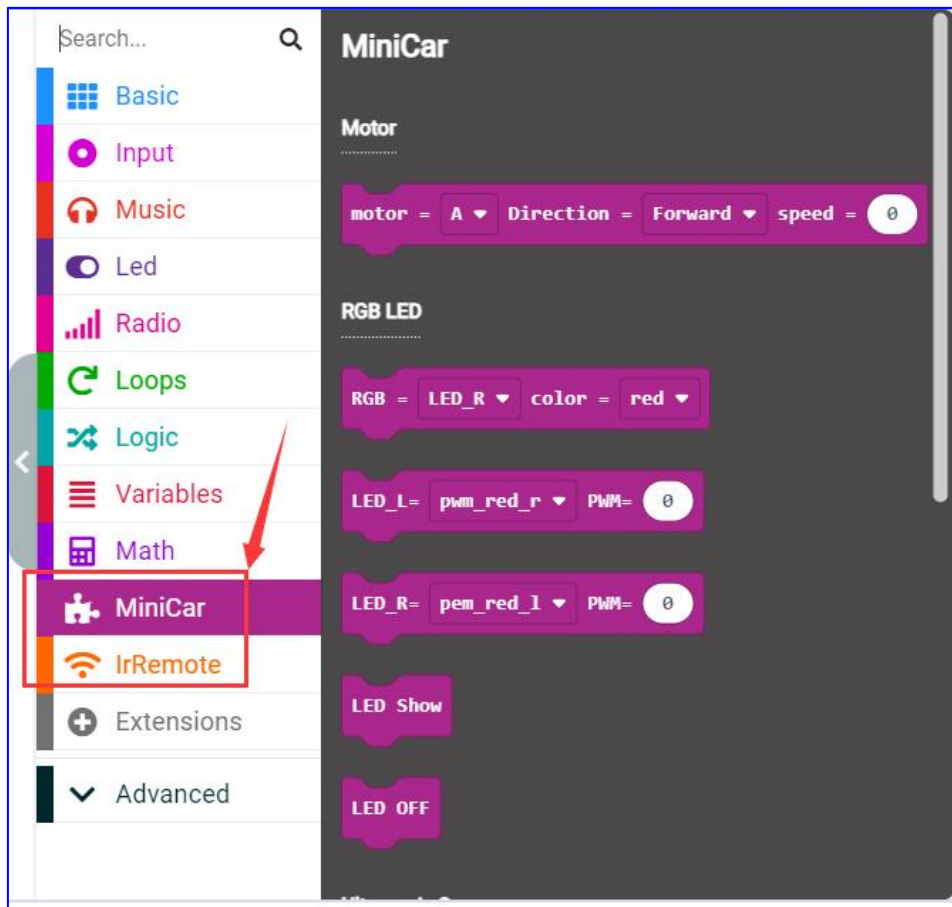 Search...
Basic
Input
Music
Led
Radio
Loops
Logic
Variables
Math
MiniCar
IrRemote
Extensions
Advanced
MiniCar
Motor
motor = A Direction = Forward speed = 0
RGB LED
RGB = LED_R color = red
LED_L= pwm_red_r PWM= 0
LED_R= pem_red_l PWM= 0
LED Show
LED OFF